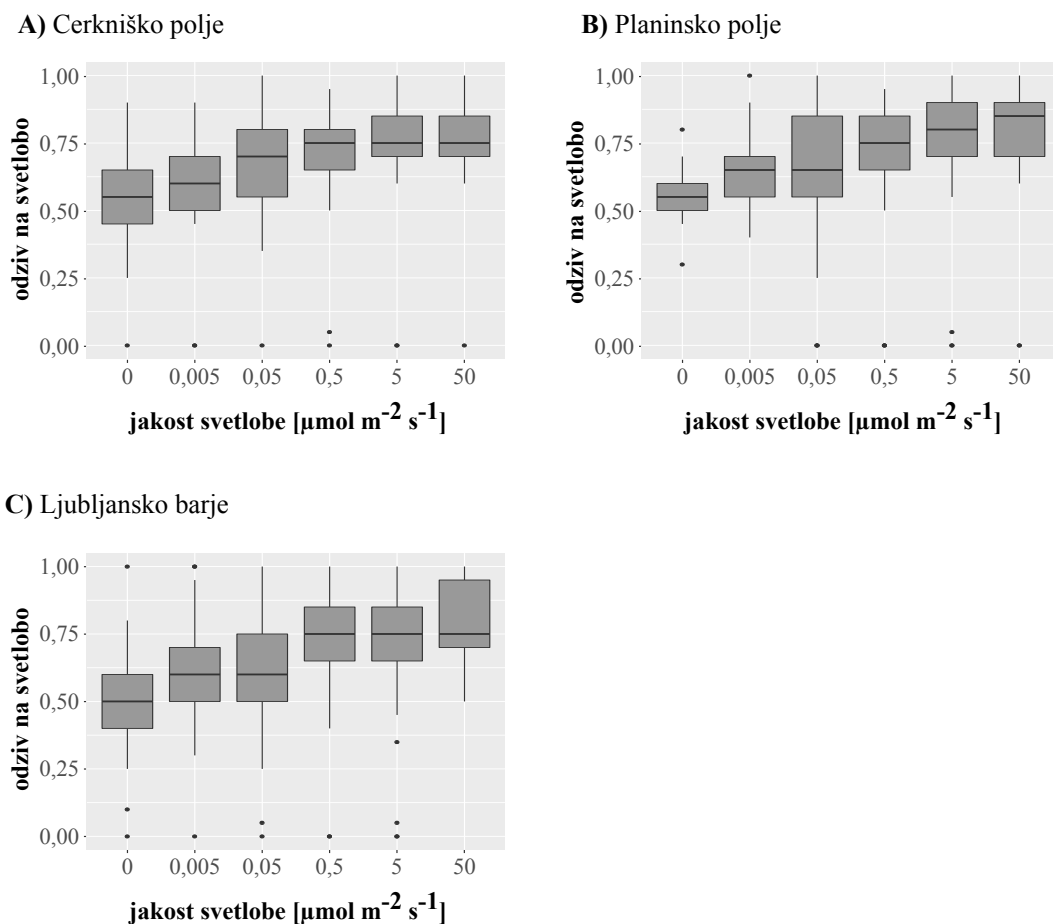 A) Cerkniško polje
1,00
0,75
0,50
0,25
0,00
odziv na svetlobo
0 0,005 0,05 0,5 5 50
jakost svetlobe [µmol m-2 s-1]
B) Planinsko polje
1,00
0,75
0,50
0,25
0,00
odziv na svetlobo
0 0,005 0,05 0,5 5 50
jakost svetlobe [µmol m-2 s-1]
C) Ljubljansko barje
1,00
0,75
0,50
0,25
0,00
odziv na svetlobo
0 0,005 0,05 0,5 5 50
jakost svetlobe [µmol m-2 s-1]